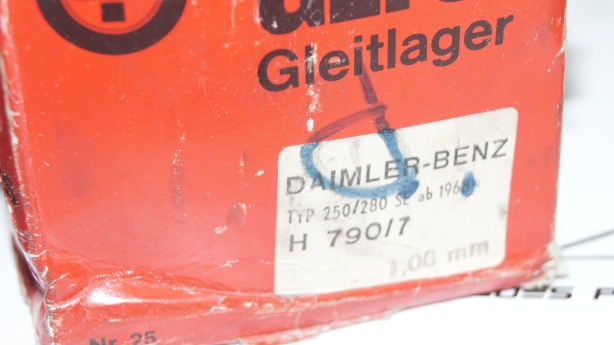 Gleitlager
DAIMLER-BENZ
TYP 250/280 SE ab 1968
H 790/7
1,00 mm
Nr. 25